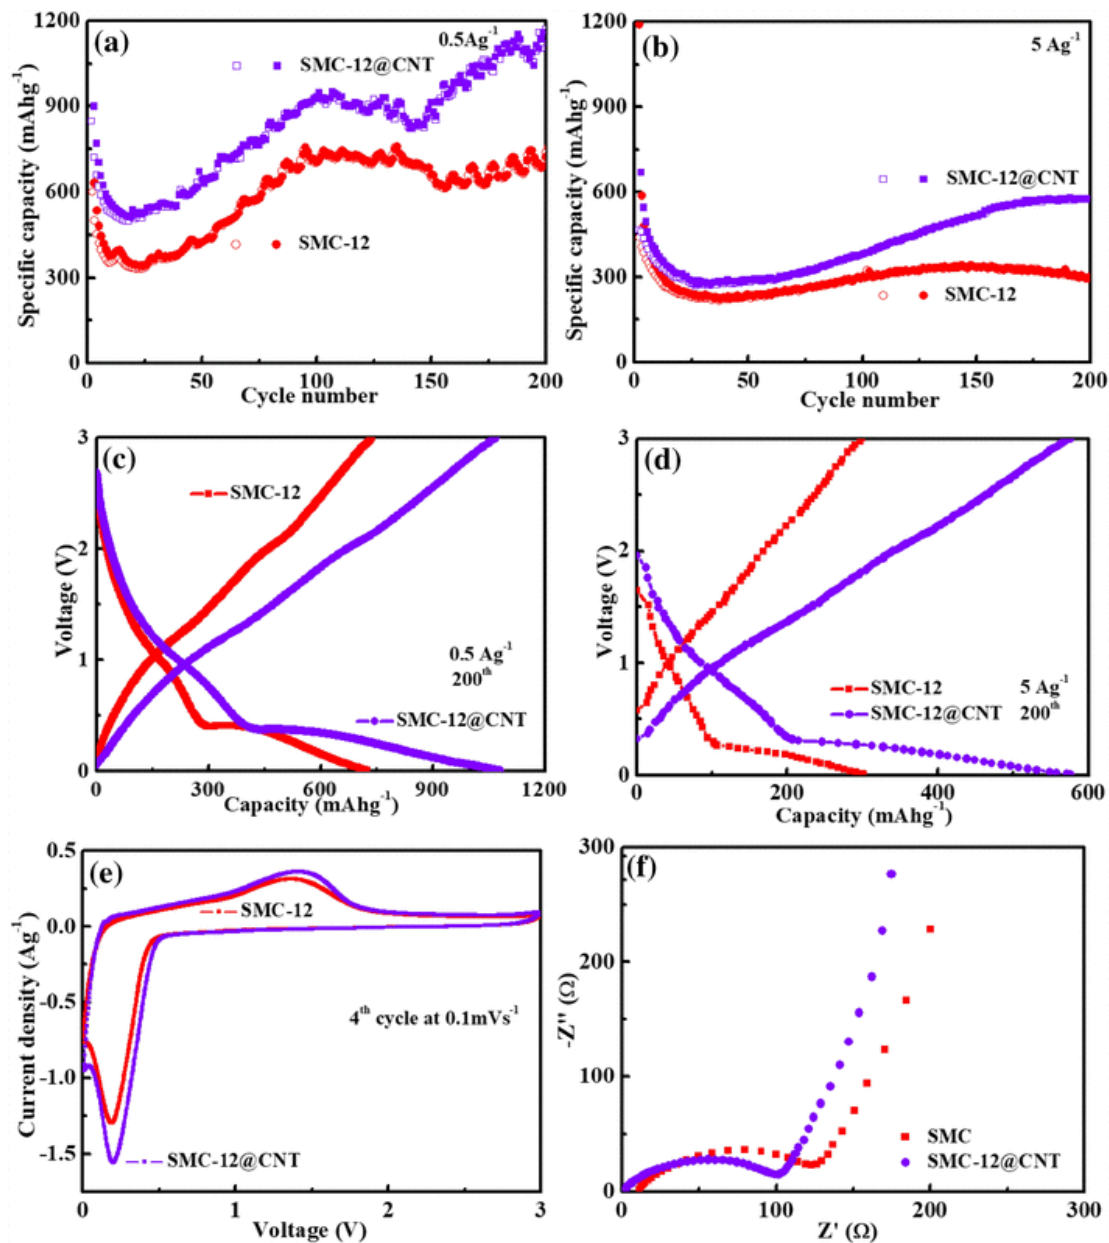 (a)
0.5Ag⁻¹
SMC-12@CNT
SMC-12
1200
900
600
300
0
0 50 100 150 200
Specific capacity (mAhg⁻¹)
Cycle number
(b)
5 Ag⁻¹
SMC-12@CNT
SMC-12
1200
900
600
300
0
0 50 100 150 200
Specific capacity (mAhg⁻¹)
Cycle number
(c)
SMC-12
0.5 Ag⁻¹
200ᵗʰ
SMC-12@CNT
3
2
1
0
0 300 600 900 1200
Voltage (V)
Capacity (mAhg⁻¹)
(d)
SMC-12
5 Ag⁻¹
SMC-12@CNT
200ᵗʰ
3
2
1
0
0 200 400 600
Voltage (V)
Capacity (mAhg⁻¹)
(e)
SMC-12
4ᵗʰ cycle at 0.1mVs⁻¹
SMC-12@CNT
0.5
0.0
-0.5
-1.0
-1.5
0 1 2 3
Current density (Ag⁻¹)
Voltage (V)
(f)
SMC
SMC-12@CNT
300
200
100
0
0 100 200 300
-Z'' (Ω)
Z' (Ω)